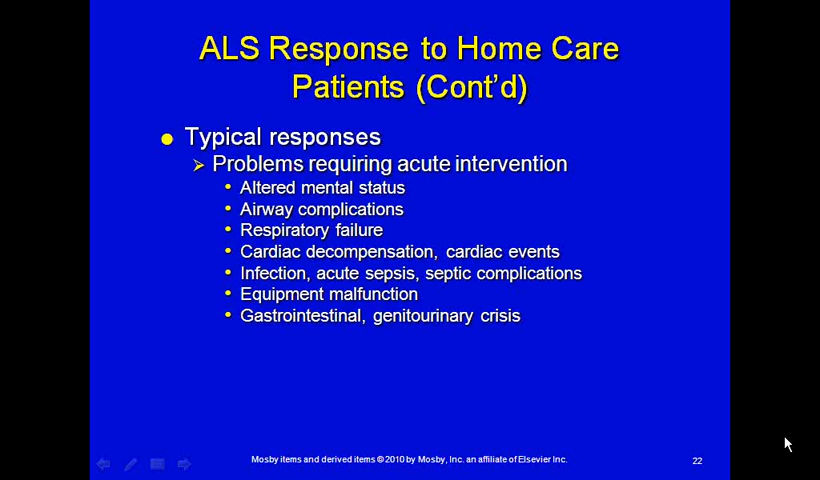 ALS Response to Home Care
Patients (Cont'd)
Typical responses
Problems requiring acute intervention
Altered mental status
Airway complications
Respiratory failure
Cardiac decompensation, cardiac events
Infection, acute sepsis, septic complications
Equipment malfunction
Gastrointestinal, genitourinary crisis
Mosby items and derived items © 2010 by Mosby, Inc. an affiliate of Elsevier Inc.
22